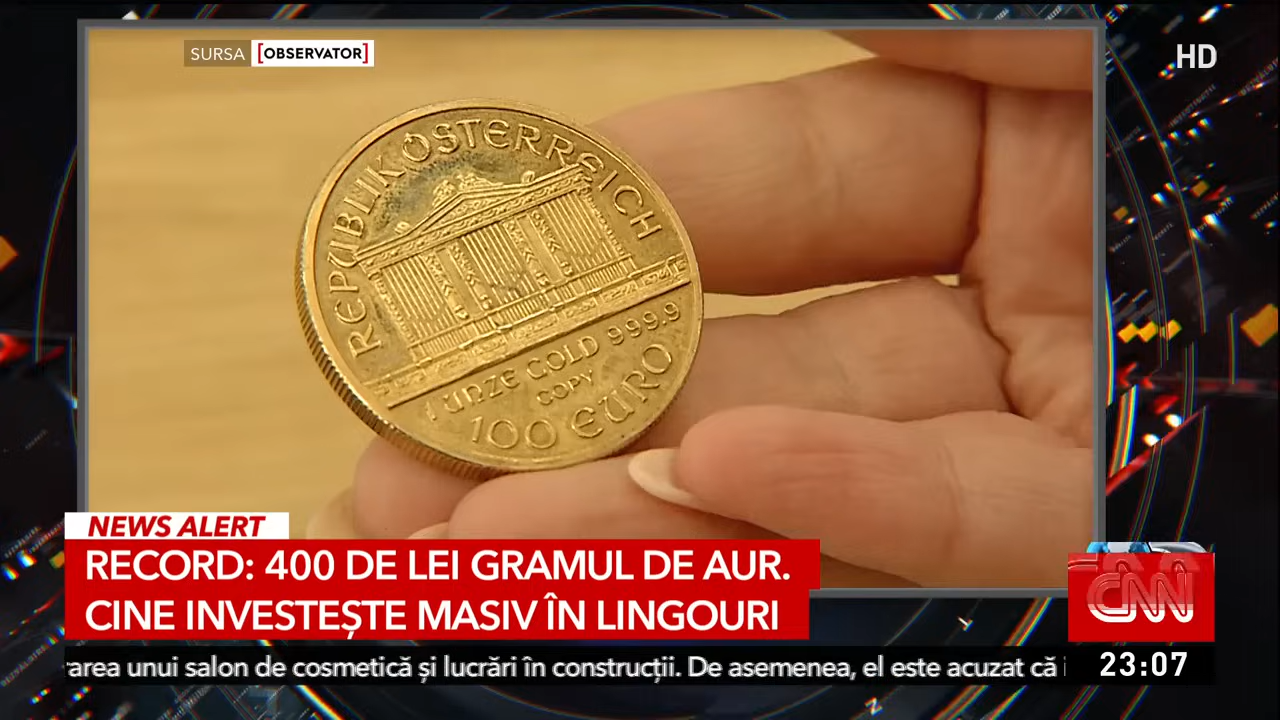 SURSA [OBSERVATOR]
HD
REPUBLIK ÖSTERREICH
1 UNZE GOLD 999.9
COPY
100 EURO
NEWS ALERT
RECORD: 400 DE LEI GRAMUL DE AUR.
CINE INVESTEȘTE MASIV ÎN LINGOURI
CNN
area unui salon de cosmetică și lucrări în construcții. De asemenea, el este acuzat că
23:07